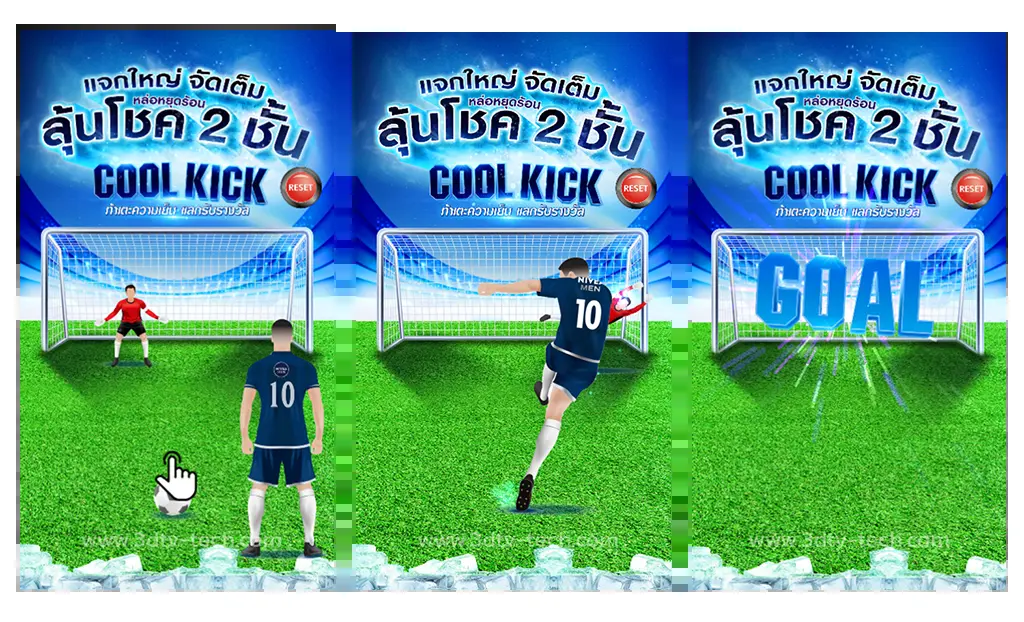 แจกใหญ่ จัดเต็ม
หล่อหยุดร้อน
ลุ้นโชค 2 ชั้น
COOL KICK
RESET
ท้าเตะความเย็น แลกรับรางวัล
NIVEA
MEN
10
www.3dtv-tech.com
แจกใหญ่ จัดเต็ม
หล่อหยุดร้อน
ลุ้นโชค 2 ชั้น
COOL KICK
RESET
ท้าเตะความเย็น แลกรับรางวัล
NIVEA
MEN
10
www.3dtv-tech.com
แจกใหญ่ จัดเต็ม
หล่อหยุดร้อน
ลุ้นโชค 2 ชั้น
COOL KICK
RESET
ท้าเตะความเย็น แลกรับรางวัล
GOAL
www.3dtv-tech.com